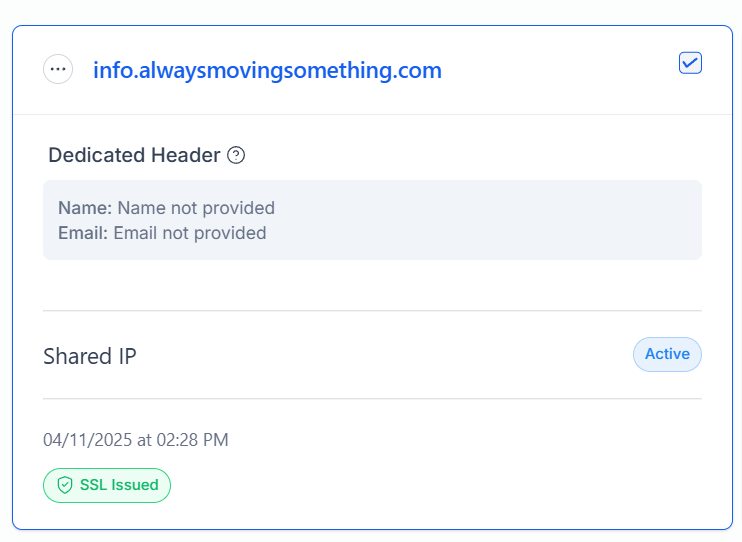 info.alwaysmovingsomething.com
Dedicated Header
Name: Name not provided
Email: Email not provided
Shared IP
Active
04/11/2025 at 02:28 PM
SSL Issued